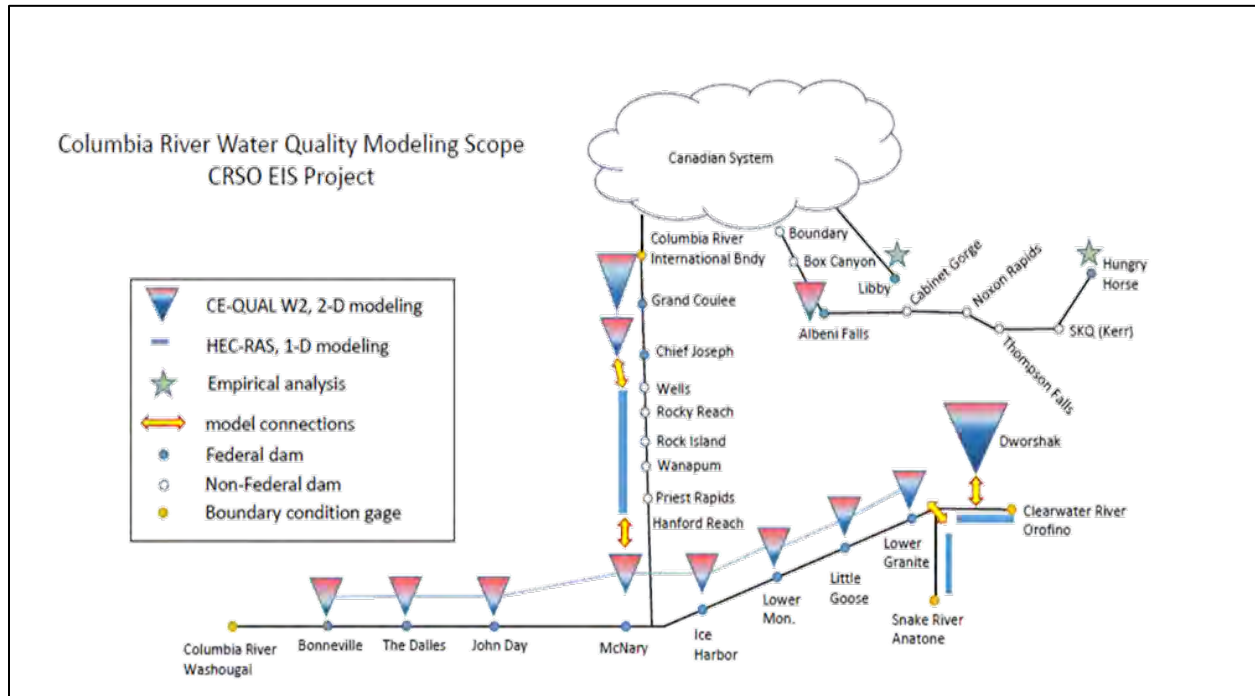 Columbia River Water Quality Modeling Scope
CRSO EIS Project
CE-QUAL W2, 2-D modeling
HEC-RAS, 1-D modeling
Empirical analysis
model connections
Federal dam
Non-Federal dam
Boundary condition gage
Canadian System
Columbia River
International Bndy
Grand Coulee
Chief Joseph
Wells
Rocky Reach
Rock Island
Wanapum
Priest Rapids
Hanford Reach
Boundary
Box Canyon
Albeni Falls
Libby
Cabinet Gorge
Noxon Rapids
Thompson Falls
SKQ (Kerr)
Hungry
Horse
Dworshak
Clearwater River
Orofino
Lower
Granite
Snake River
Anatone
Little
Goose
Lower
Mon.
Ice
Harbor
McNary
John Day
The Dalles
Bonneville
Columbia River
Washougal